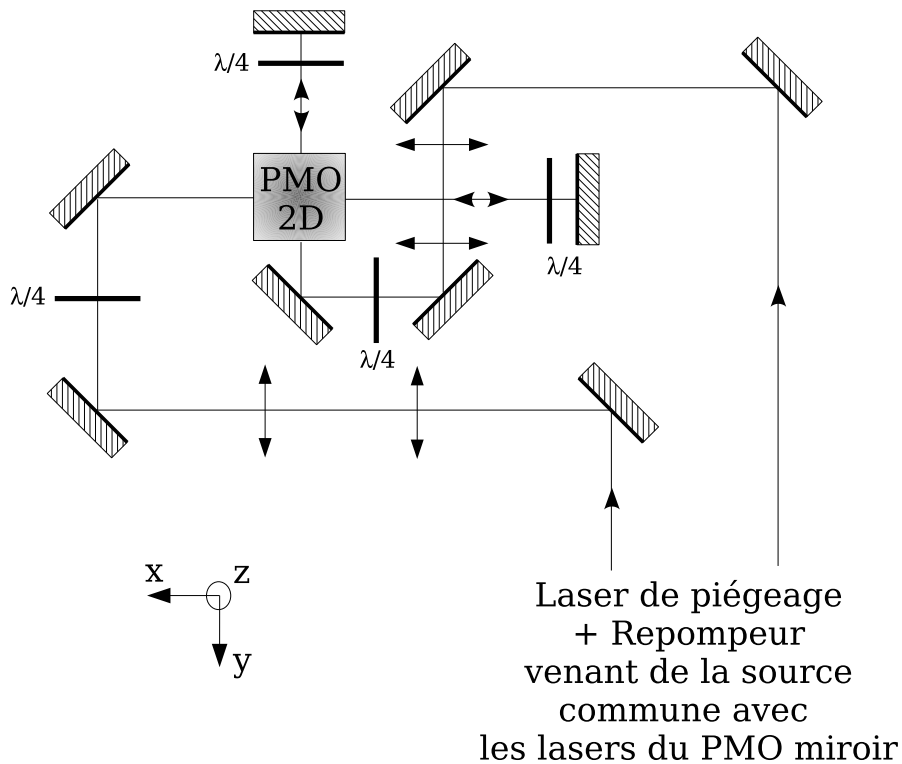 λ/4
PMO
2D
λ/4
λ/4
λ/4
x
z
y
Laser de piégeage
+ Repompeur
venant de la source
commune avec
les lasers du PMO miroir